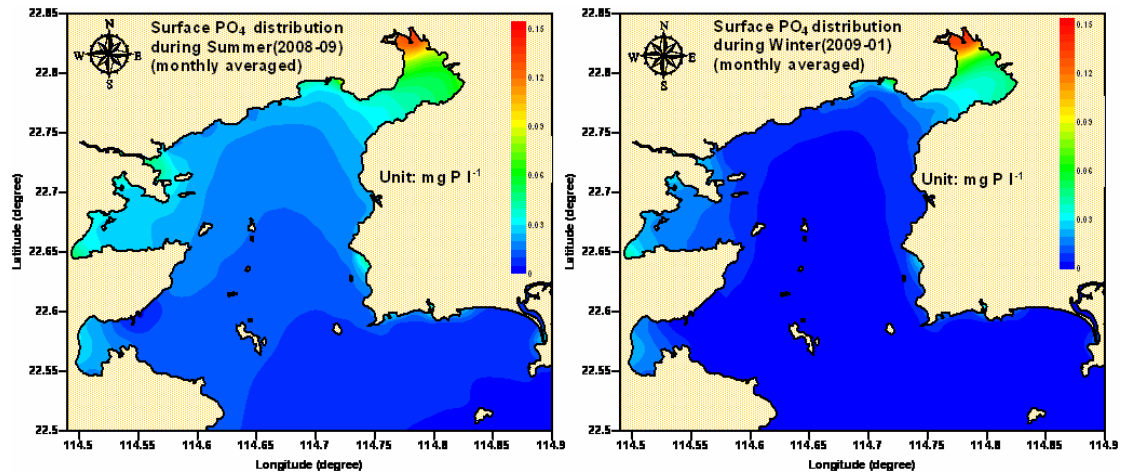 22.85
22.8
22.75
22.7
22.65
22.6
22.55
22.5
Latitude (degree)
N
W E
S
Surface PO4 distribution
during Summer(2008-09)
(monthly averaged)
0.15
0.12
0.09
0.06
0.03
0
Unit: mg P l-1
114.5 114.55 114.6 114.65 114.7 114.75 114.8 114.85 114.9
Longitude (degree)
22.85
22.8
22.75
22.7
22.65
22.6
22.55
22.5
Latitude (degree)
N
W E
S
Surface PO4 distribution
during Winter(2009-01)
(monthly averaged)
0.15
0.12
0.09
0.06
0.03
0
Unit: mg P l-1
114.5 114.55 114.6 114.65 114.7 114.75 114.8 114.85 114.9
Longitude (degree)